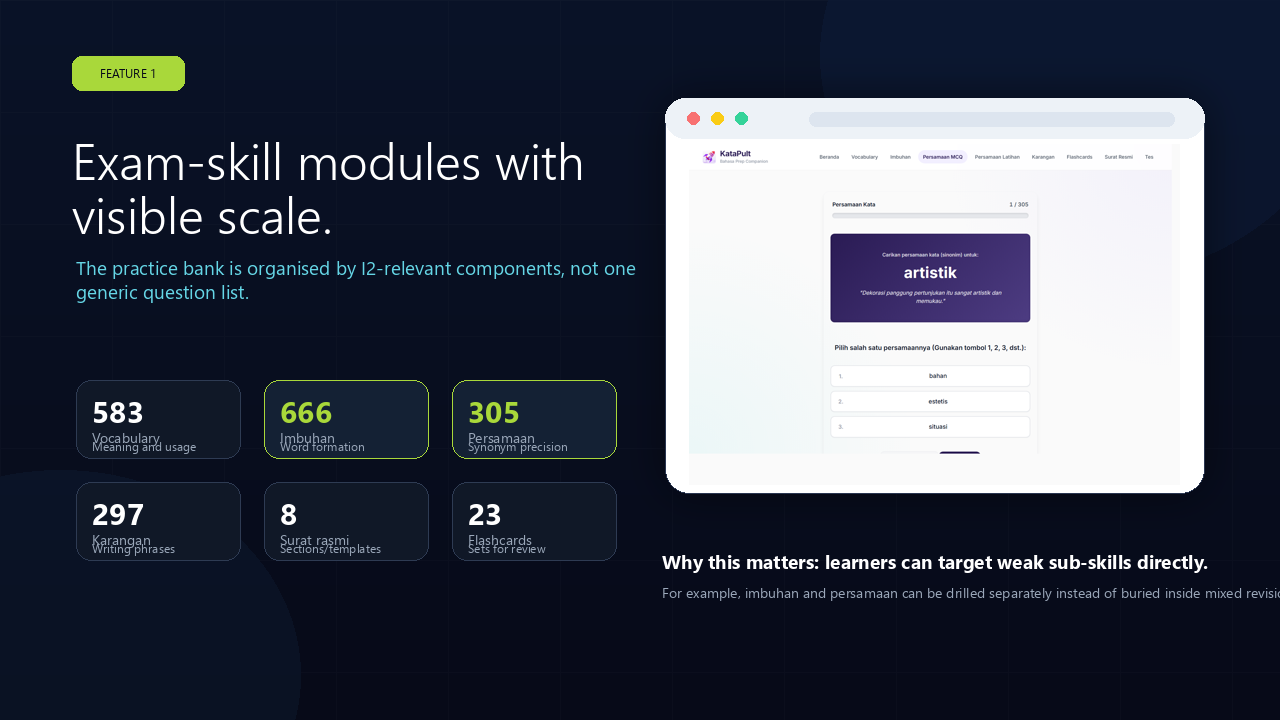 FEATURE 1
Exam-skill modules with
visible scale.
The practice bank is organised by I2-relevant components, not one
generic question list.
583
Vocabulary
Meaning and usage
666
Imbuhan
Word formation
305
Persamaan
Synonym precision
297
Karangan
Writing phrases
8
Surat rasmi
Sections/templates
23
Flashcards
Sets for review
KataPult
Bahasa Prep Companion
Beranda Vocabulary Imbuhan Persamaan MCQ Persamaan Latihan Karangan Flashcards Surat Resmi Tes
Persamaan Kata 1 / 305
Carikan persamaan kata (sinonim) untuk:
artistik
"Dekorasi panggung pertunjukan itu sangat artistik dan
memukau."
Pilih salah satu persamaannya (Gunakan tombol 1, 2, 3, dst.):
1. bahan
2. estetis
3. situasi
Why this matters: learners can target weak sub-skills directly.
For example, imbuhan and persamaan can be drilled separately instead of buried inside mixed revisio